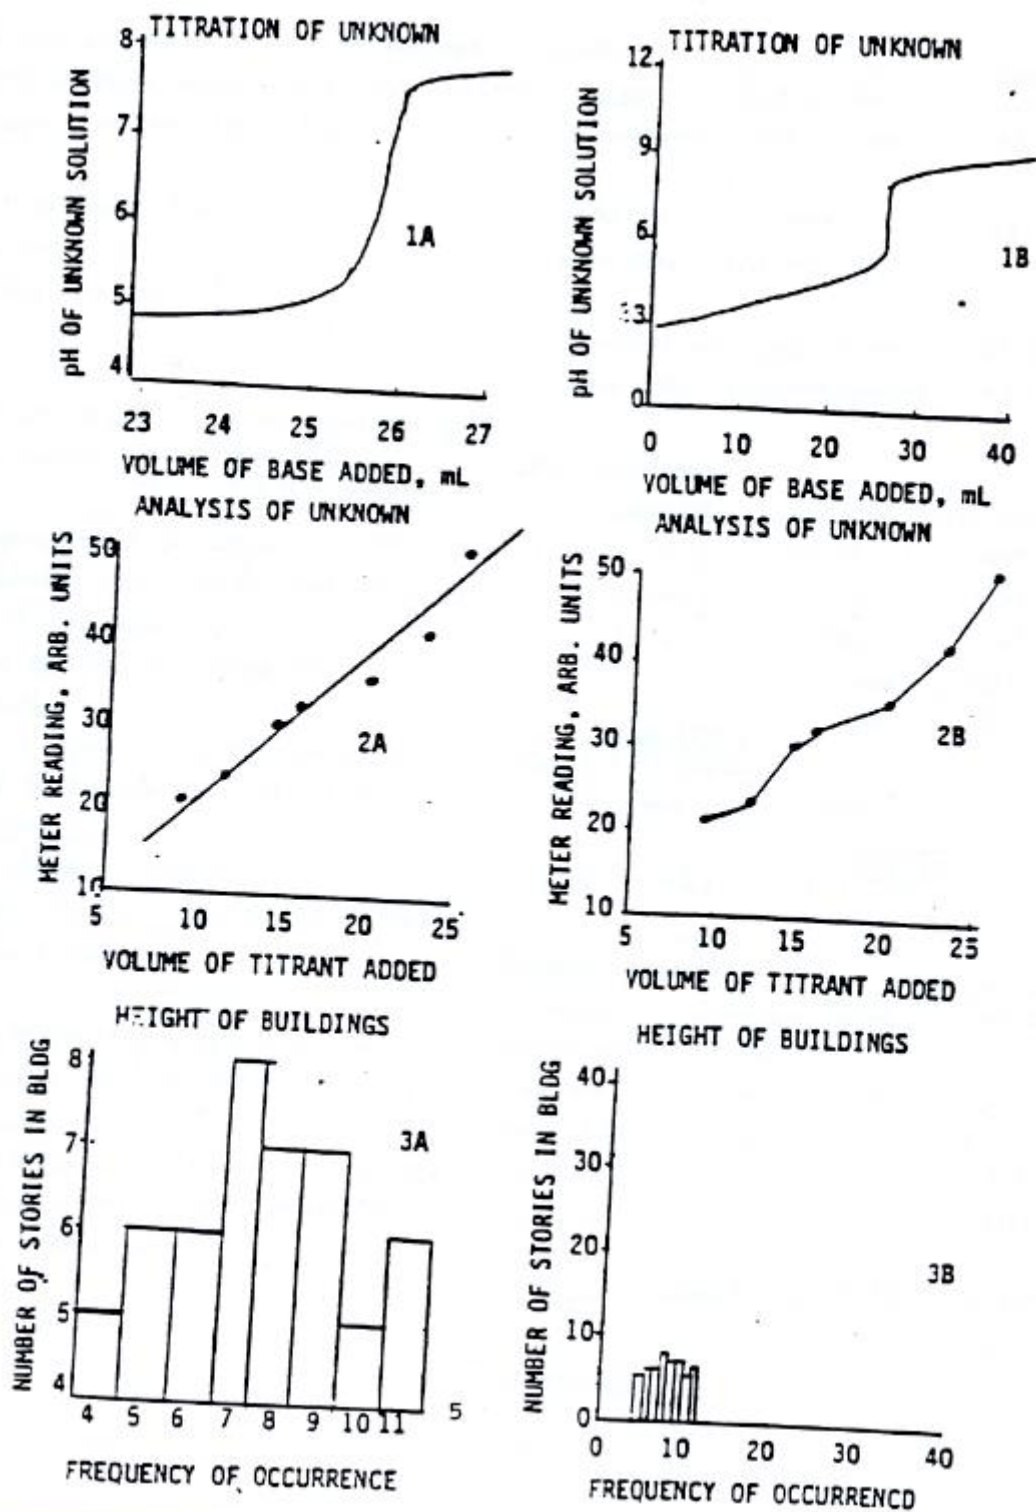 TITRATION OF UNKNOWN
pH OF UNKNOWN SOLUTION
8
7
6
5
4
1A
23 24 25 26 27
VOLUME OF BASE ADDED, mL
TITRATION OF UNKNOWN
pH OF UNKNOWN SOLUTION
12
9
6
3
0
1B
0 10 20 30 40
VOLUME OF BASE ADDED, mL
ANALYSIS OF UNKNOWN
METER READING, ARB. UNITS
50
40
30
20
10
2A
5 10 15 20 25
VOLUME OF TITRANT ADDED
ANALYSIS OF UNKNOWN
METER READING, ARB. UNITS
50
40
30
20
10
2B
5 10 15 20 25
VOLUME OF TITRANT ADDED
HEIGHT OF BUILDINGS
NUMBER OF STORIES IN BLDG
8
7
6
5
4
3A
4 5 6 7 8 9 10 11 5
FREQUENCY OF OCCURRENCE
HEIGHT OF BUILDINGS
NUMBER OF STORIES IN BLDG
40
30
20
10
0
3B
0 10 20 30 40
FREQUENCY OF OCCURRENCD